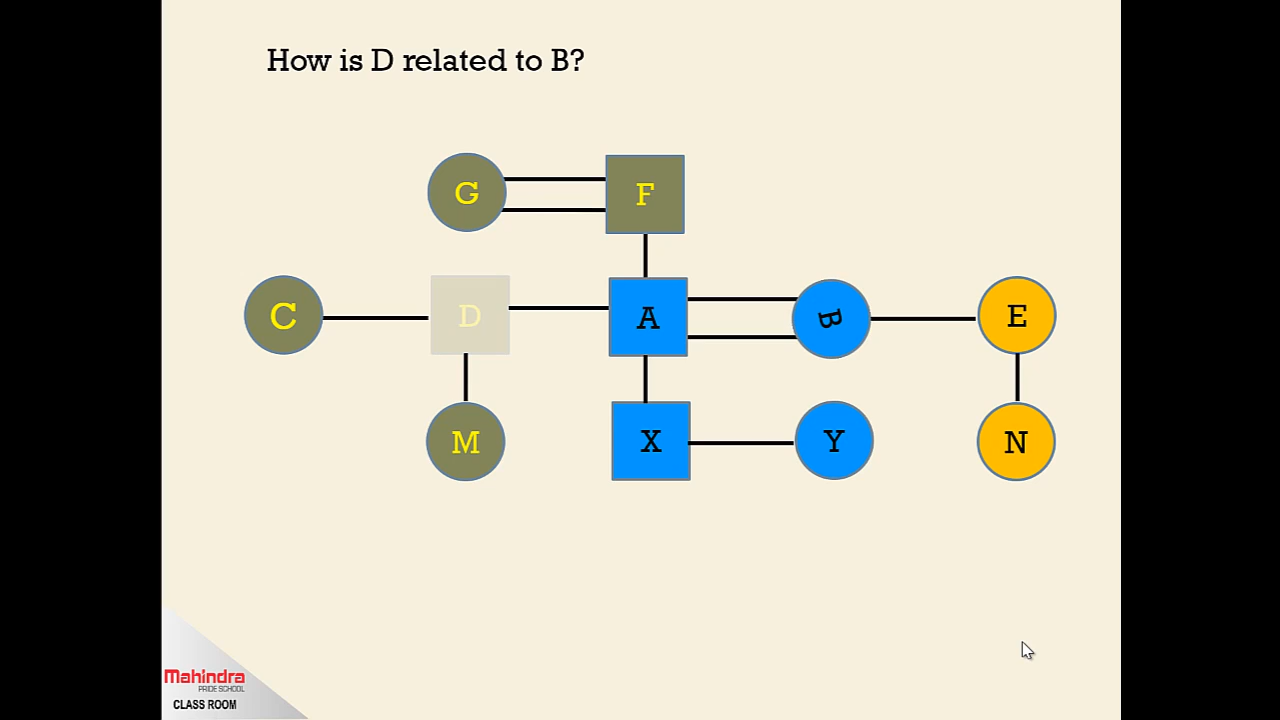 How is D related to B?
G F
C D A B E
M X Y N
Mahindra
PRIDE SCHOOL
CLASS ROOM